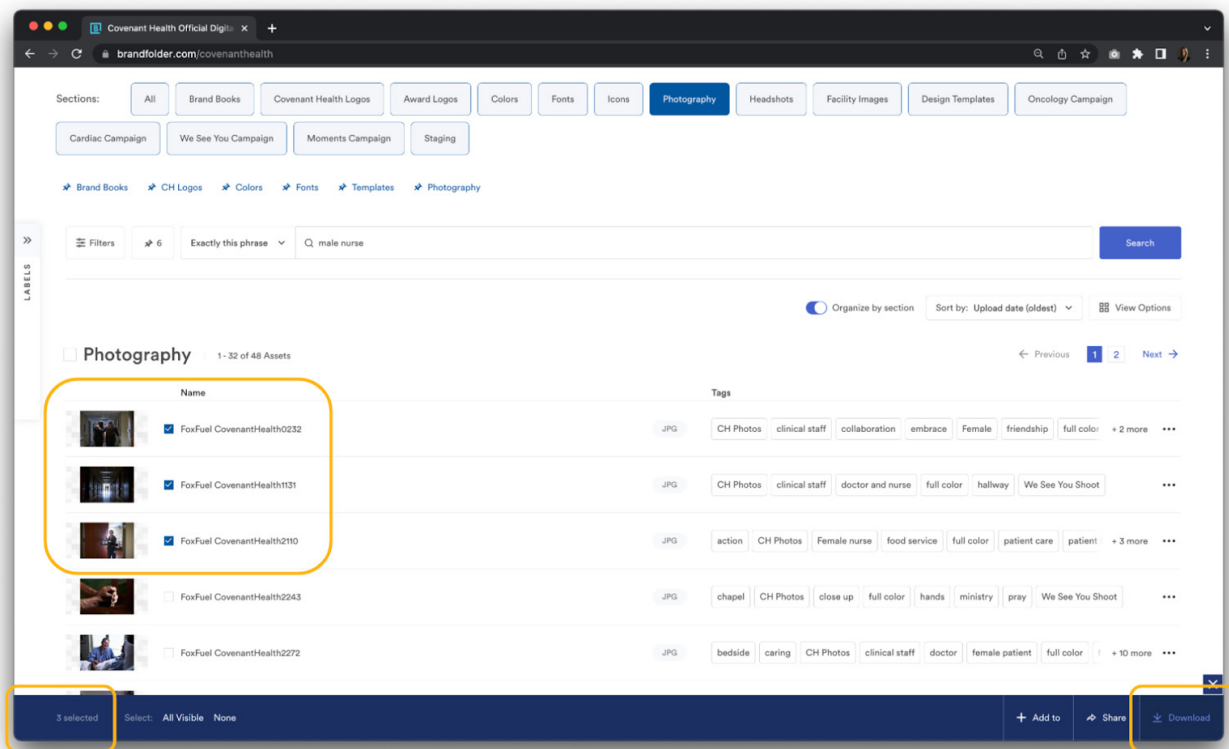 Covenant Health Official Digita
brandfolder.com/covenanthealth
Sections: All Brand Books Covenant Health Logos Award Logos Colors Fonts Icons Photography Headshots Facility Images Design Templates Oncology Campaign
Cardiac Campaign We See You Campaign Moments Campaign Staging
Brand Books CH Logos Colors Fonts Templates Photography
Filters 6 Exactly this phrase male nurse Search
LABELS
Organize by section Sort by: Upload date (oldest) View Options
Photography 1 - 32 of 48 Assets Previous 1 2 Next
Name Tags
FoxFuel CovenantHealth0232 JPG CH Photos clinical staff collaboration embrace Female friendship full color + 2 more
FoxFuel CovenantHealth1131 JPG CH Photos clinical staff doctor and nurse full color hallway We See You Shoot
FoxFuel CovenantHealth2110 JPG action CH Photos Female nurse food service full color patient care patient + 3 more
FoxFuel CovenantHealth2243 JPG chapel CH Photos close up full color hands ministry pray We See You Shoot
FoxFuel CovenantHealth2272 JPG bedside caring CH Photos clinical staff doctor female patient full color + 10 more
3 selected Select: All Visible None + Add to Share Download